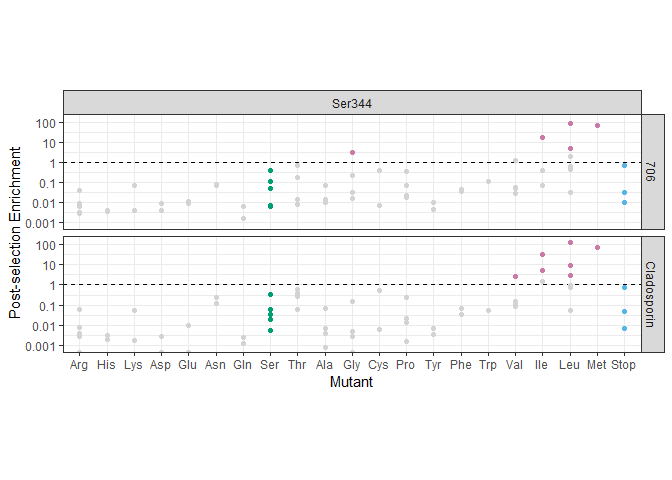 Ser344
Post-selection Enrichment
100
10
1
0.1
0.01
0.001
706
100
10
1
0.1
0.01
0.001
Cladosporin
Arg His Lys Asp Glu Asn Gln Ser Thr Ala Gly Cys Pro Tyr Phe Trp Val Ile Leu Met Stop
Mutant